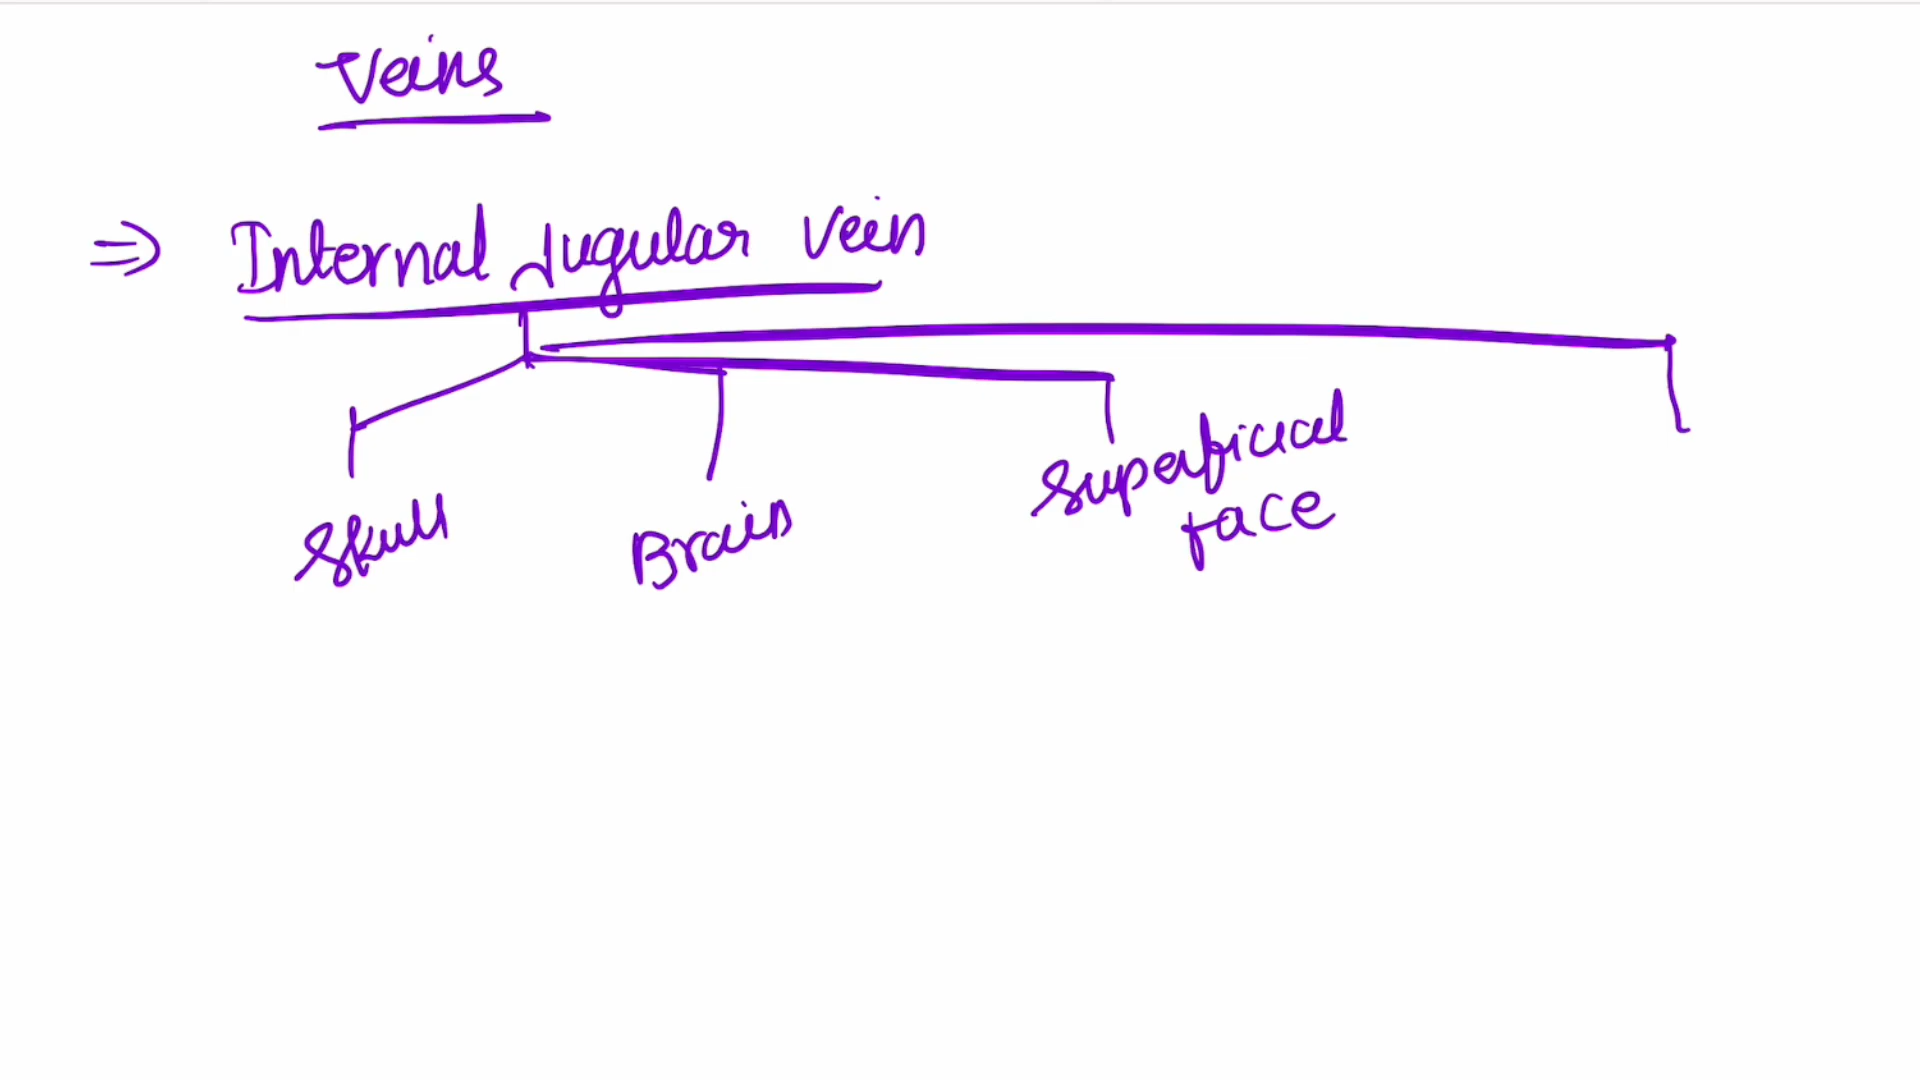 Veins
⇒ Internal Jugular Vein
Skull
Brain
Superficial
face